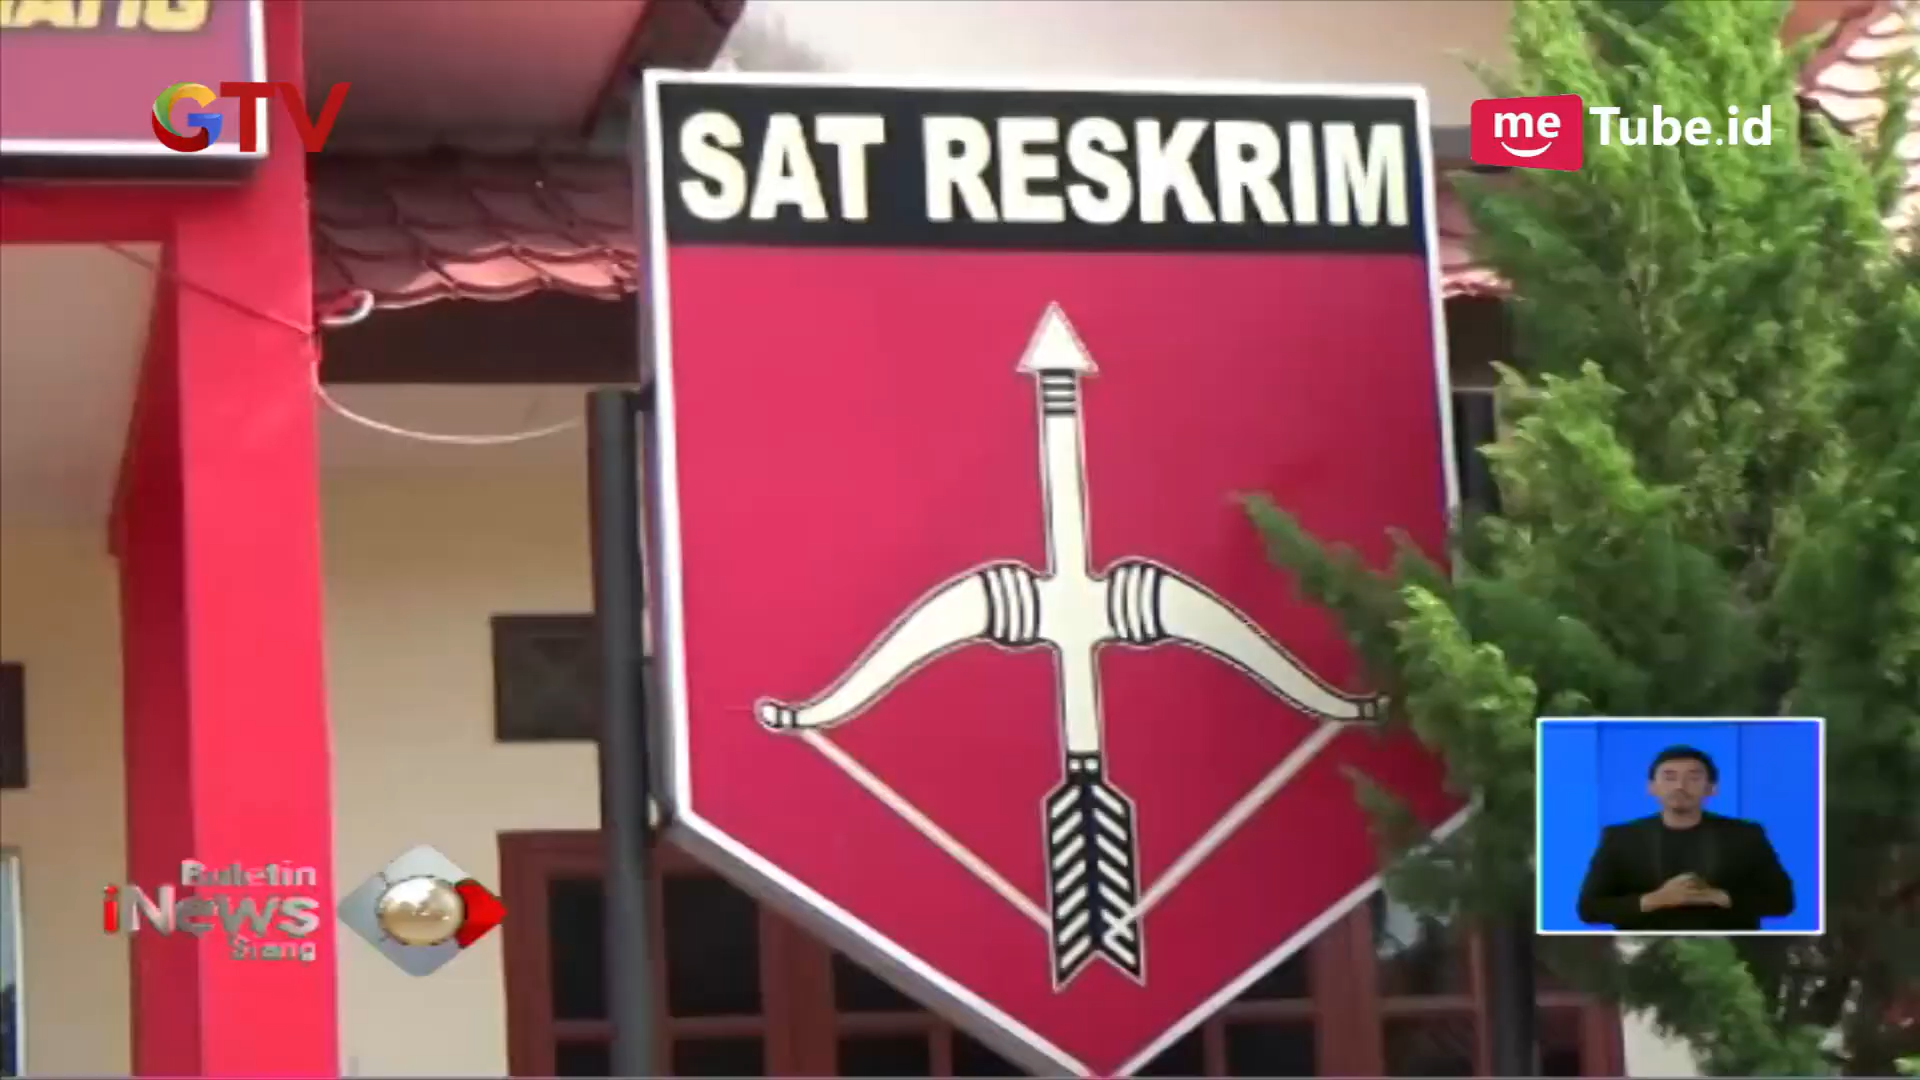 GTV
SAT RESKRIM
me Tube.id
Buletin
iNews
Siang